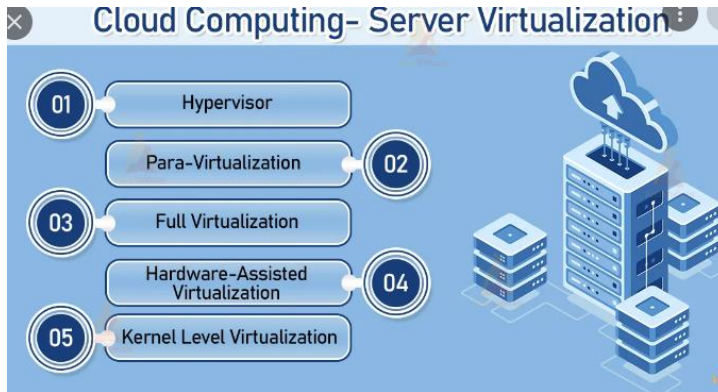 Cloud Computing- Server Virtualization
01
Hypervisor
Para-Virtualization
02
03
Full Virtualization
Hardware-Assisted
Virtualization
04
05
Kernel Level Virtualization